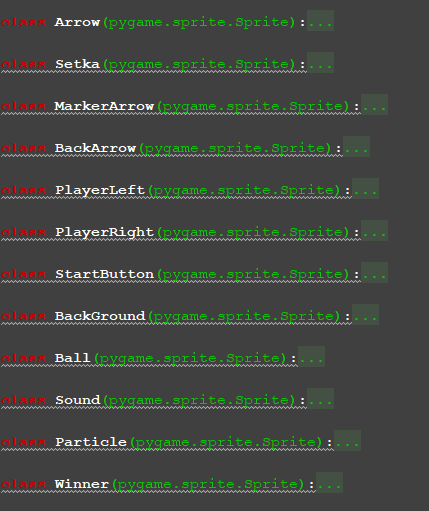 class Arrow(pygame.sprite.Sprite):...
class Setka(pygame.sprite.Sprite):...
class MarkerArrow(pygame.sprite.Sprite):...
class BackArrow(pygame.sprite.Sprite):...
class PlayerLeft(pygame.sprite.Sprite):...
class PlayerRight(pygame.sprite.Sprite):...
class StartButton(pygame.sprite.Sprite):...
class BackGround(pygame.sprite.Sprite):...
class Ball(pygame.sprite.Sprite):...
class Sound(pygame.sprite.Sprite):...
class Particle(pygame.sprite.Sprite):...
class Winner(pygame.sprite.Sprite):...